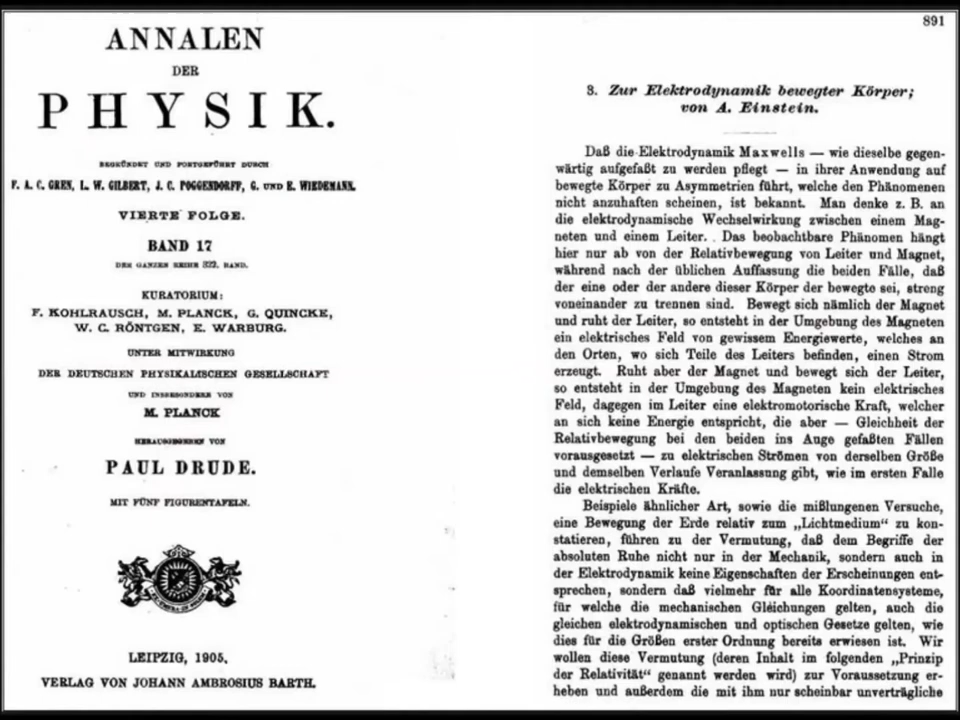 ANNALEN
DER
PHYSIK.
BEGRÜNDET UND FORTGEFÜHRT DURCH
F. A. C. GREN, L. W. GILBERT, J. C. POGGENDORFF, G. UND E. WIEDEMANN.
VIERTE FOLGE.
BAND 17
DER GANZEN REIHE 322. BAND.
KURATORIUM:
F. KOHLRAUSCH, M. PLANCK, G. QUINCKE,
W. C. RÖNTGEN, E. WARBURG.
UNTER MITWIRKUNG
DER DEUTSCHEN PHYSIKALISCHEN GESELLSCHAFT
UND INSBESONDERE VON
M. PLANCK
HERAUSGEGEBEN VON
PAUL DRUDE.
MIT FÜNF FIGURENTAFELN.
LEIPZIG, 1905.
VERLAG VON JOHANN AMBROSIUS BARTH.
891
3. Zur Elektrodynamik bewegter Körper;
von A. Einstein.
Daß die Elektrodynamik Maxwells — wie dieselbe gegen-
wärtig aufgefaßt zu werden pflegt — in ihrer Anwendung auf
bewegte Körper zu Asymmetrien führt, welche den Phänomenen
nicht anzuhaften scheinen, ist bekannt. Man denke z. B. an
die elektrodynamische Wechselwirkung zwischen einem Mag-
neten und einem Leiter. Das beobachtbare Phänomen hängt
hier nur ab von der Relativbewegung von Leiter und Magnet,
während nach der üblichen Auffassung die beiden Fälle, daß
der eine oder der andere dieser Körper der bewegte sei, streng
voneinander zu trennen sind. Bewegt sich nämlich der Magnet
und ruht der Leiter, so entsteht in der Umgebung des Magneten
ein elektrisches Feld von gewissem Energiewerte, welches an
den Orten, wo sich Teile des Leiters befinden, einen Strom
erzeugt. Ruht aber der Magnet und bewegt sich der Leiter,
so entsteht in der Umgebung des Magneten kein elektrisches
Feld, dagegen im Leiter eine elektromotorische Kraft, welcher
an sich keine Energie entspricht, die aber — Gleichheit der
Relativbewegung bei den beiden ins Auge gefaßten Fällen
vorausgesetzt — zu elektrischen Strömen von derselben Größe
und demselben Verlaufe Veranlassung gibt, wie im ersten Falle
die elektrischen Kräfte.
Beispiele ähnlicher Art, sowie die mißlungenen Versuche,
eine Bewegung der Erde relativ zum „Lichtmedium“ zu kon-
statieren, führen zu der Vermutung, daß dem Begriffe der
absoluten Ruhe nicht nur in der Mechanik, sondern auch in
der Elektrodynamik keine Eigenschaften der Erscheinungen ent-
sprechen, sondern daß vielmehr für alle Koordinatensysteme,
für welche die mechanischen Gleichungen gelten, auch die
gleichen elektrodynamischen und optischen Gesetze gelten, wie
dies für die Größen erster Ordnung bereits erwiesen ist. Wir
wollen diese Vermutung (deren Inhalt im folgenden „Prinzip
der Relativität“ genannt werden wird) zur Voraussetzung er-
heben und außerdem die mit ihm nur scheinbar unverträgliche